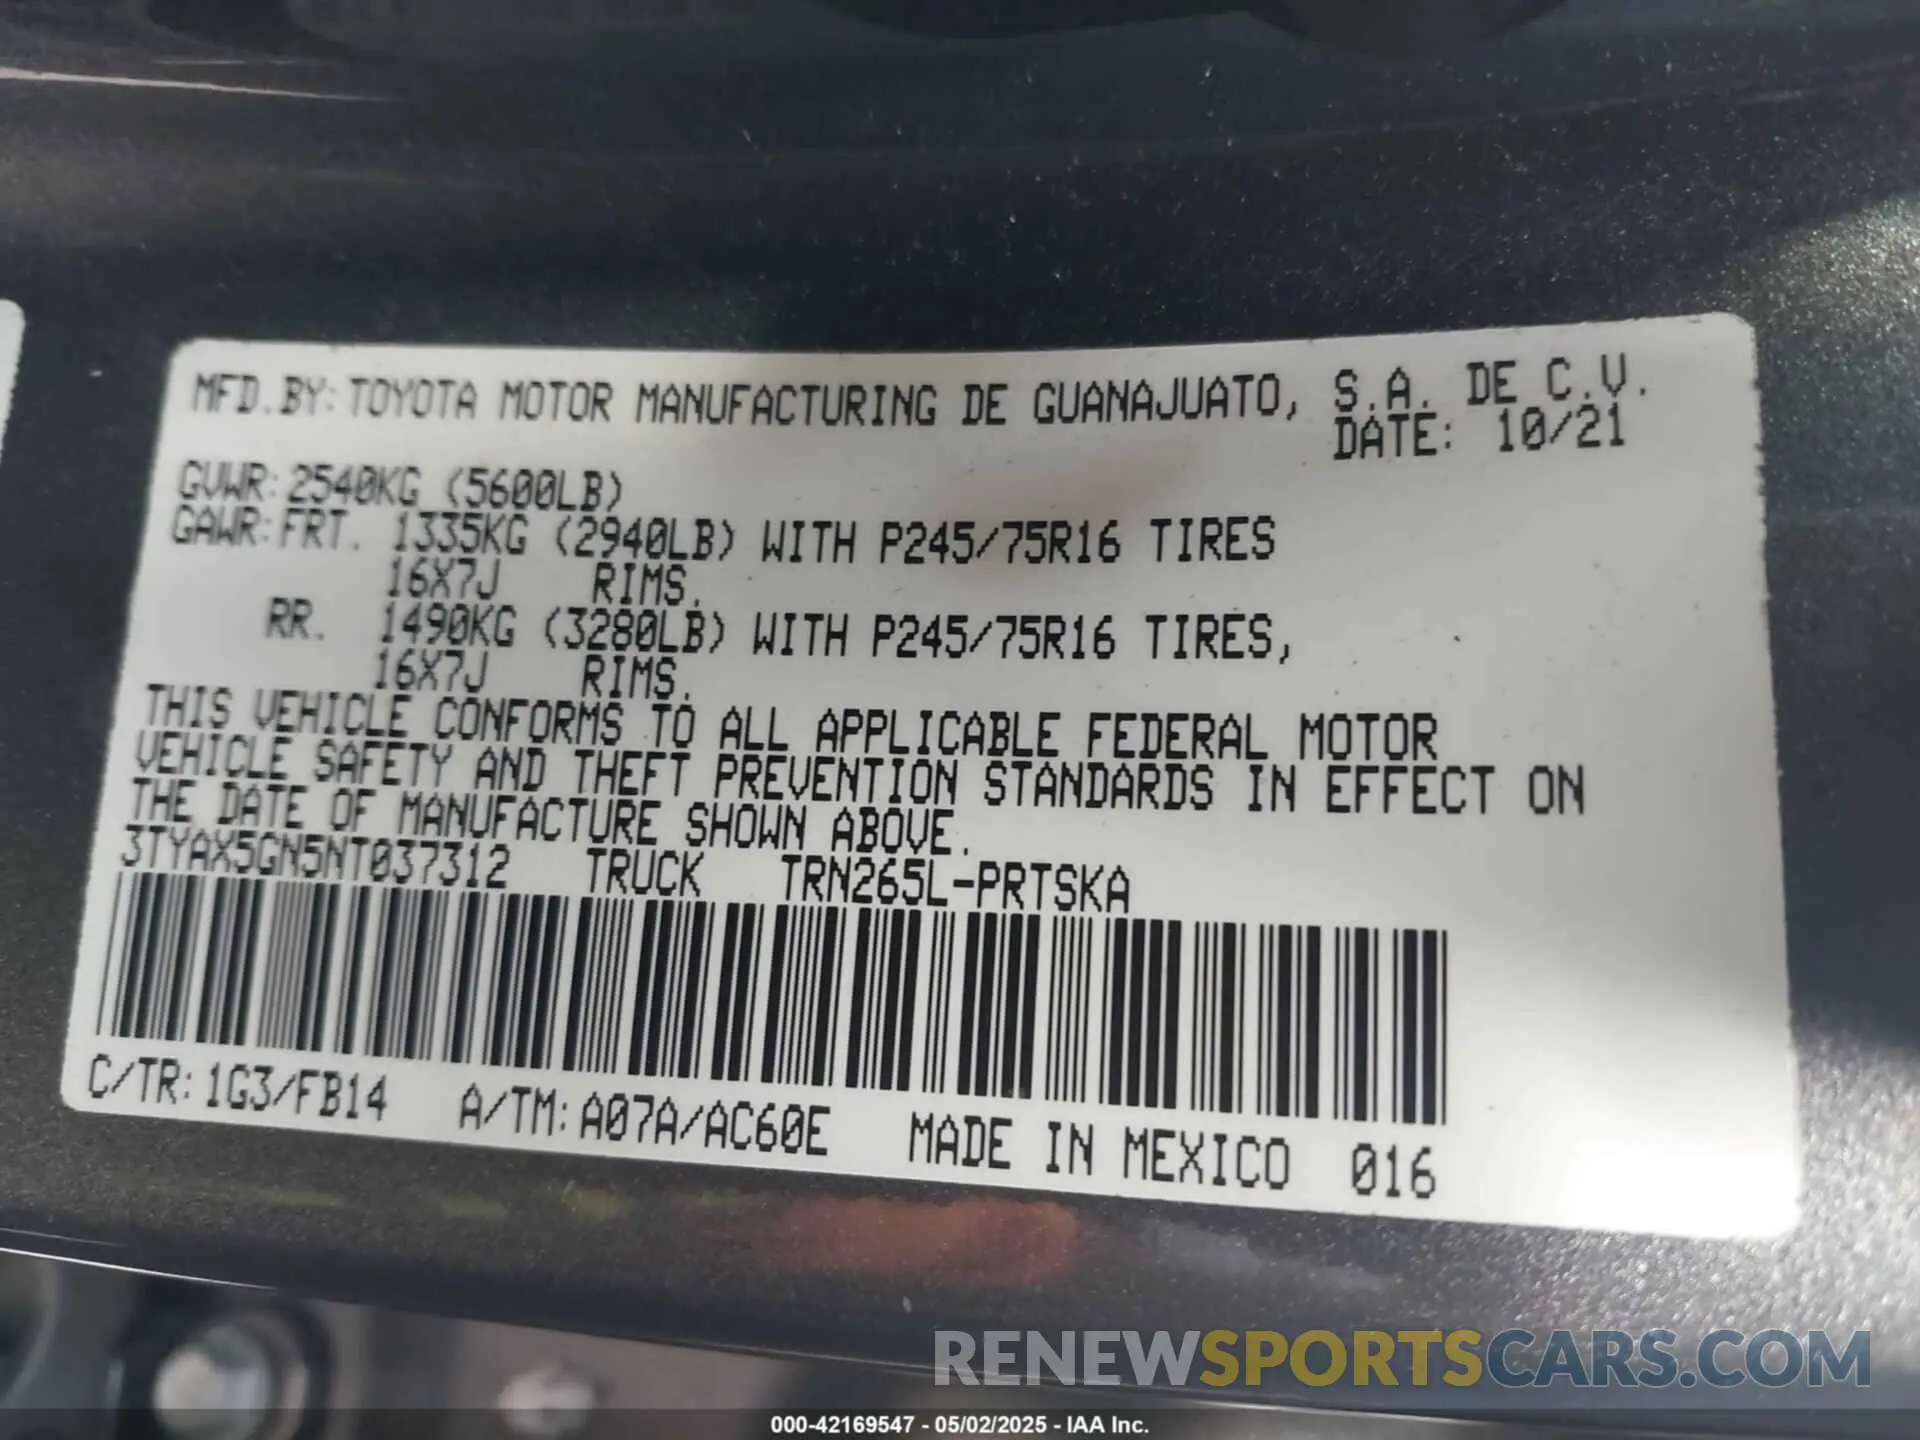 MFD.BY:TOYOTA MOTOR MANUFACTURING DE GUANAJUATO, S.A. DE C.V.
DATE: 10/21
GVWR:2540KG (5600LB)
GAWR:FRT. 1335KG (2940LB) WITH P245/75R16 TIRES
16X7J RIMS.
RR. 1490KG (3280LB) WITH P245/75R16 TIRES,
16X7J RIMS.
THIS VEHICLE CONFORMS TO ALL APPLICABLE FEDERAL MOTOR
VEHICLE SAFETY AND THEFT PREVENTION STANDARDS IN EFFECT ON
THE DATE OF MANUFACTURE SHOWN ABOVE.
3TYAX5GN5NT037312 TRUCK TRN265L-PRTSKA
C/TR:1G3/FB14 A/TM:A07A/AC60E MADE IN MEXICO 016
RENEWSPORTSCARS.COM
000-42169547 - 05/02/2025 - IAA Inc.